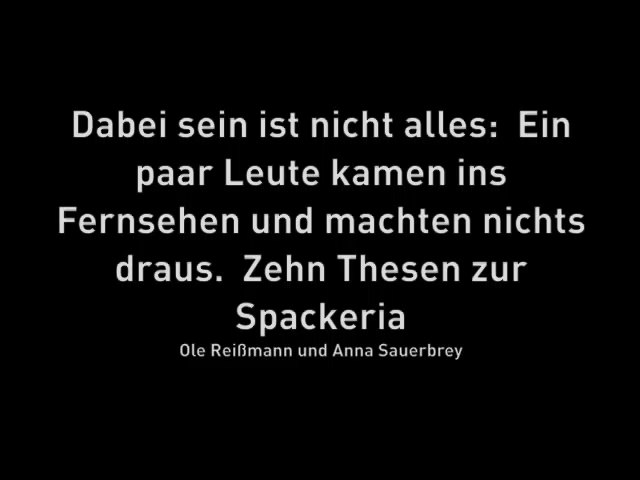 Dabei sein ist nicht alles:  Ein
paar Leute kamen ins
Fernsehen und machten nichts
draus.  Zehn Thesen zur
Spackeria
Ole Reißmann und Anna Sauerbrey